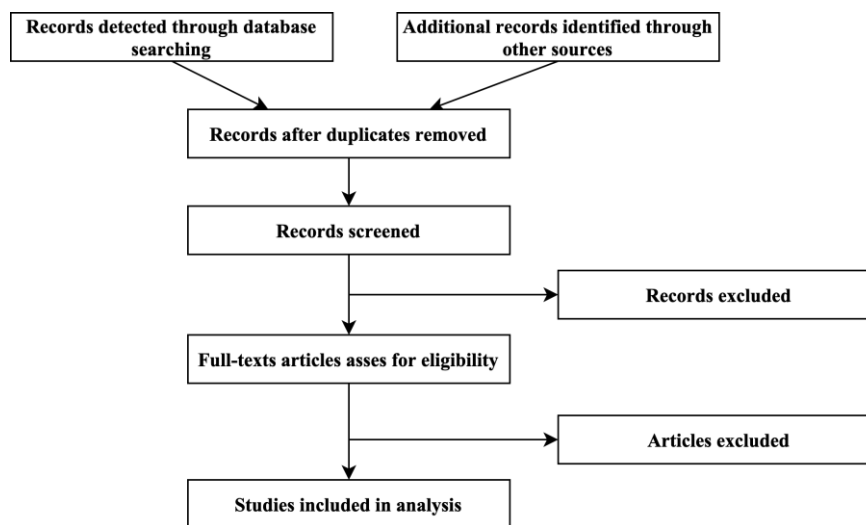 Records detected through database
searching
Additional records identified through
other sources
Records after duplicates removed
Records screened
Records excluded
Full-texts articles asses for eligibility
Articles excluded
Studies included in analysis